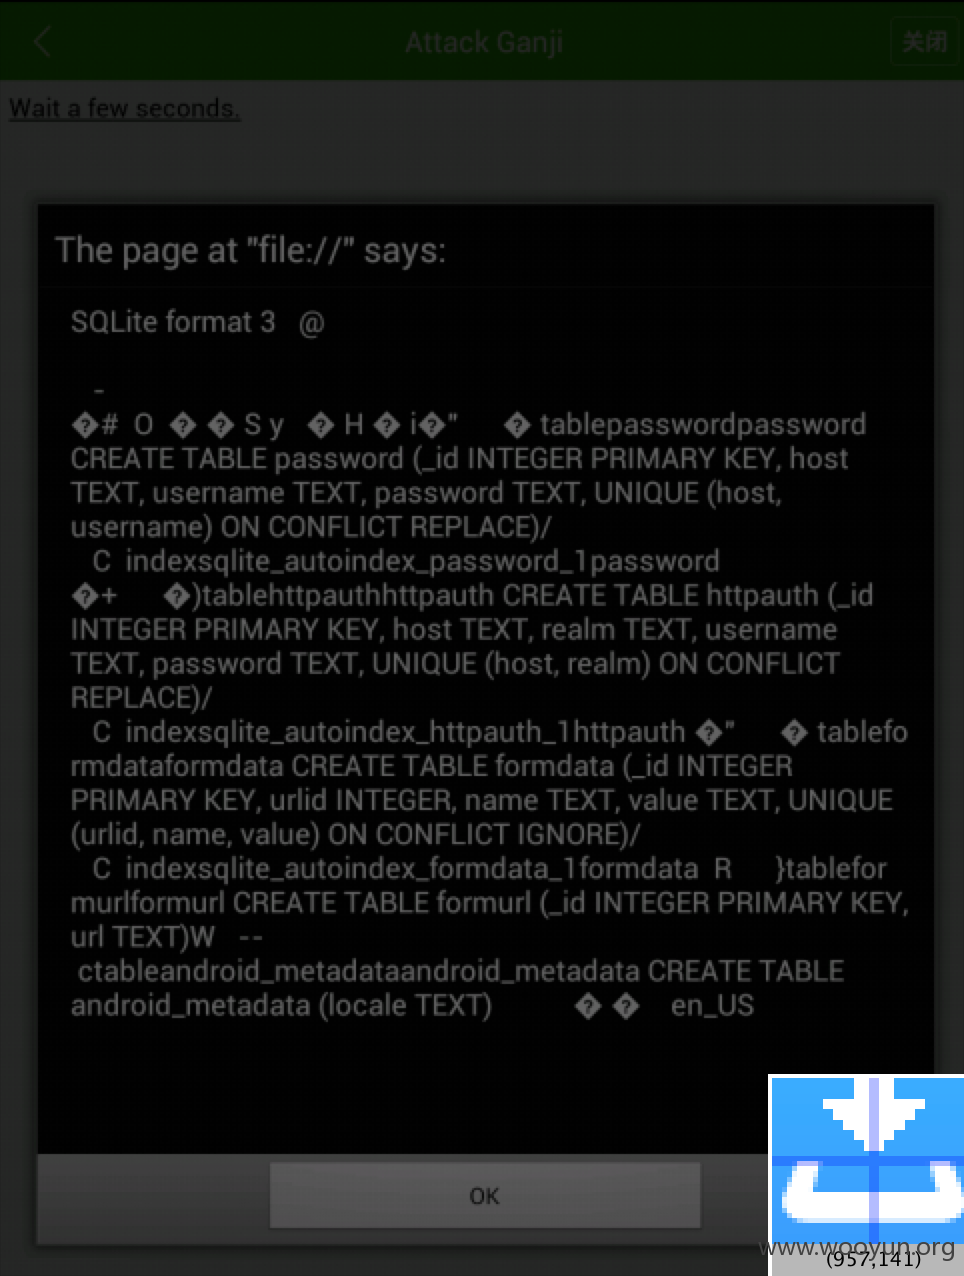 Attack Ganji
关闭
Wait a few seconds.
The page at "file://" says:
SQLite format 3 @
-
�# O � � S y � H � i�" � tablepasswordpassword
CREATE TABLE password (_id INTEGER PRIMARY KEY, host
TEXT, username TEXT, password TEXT, UNIQUE (host,
username) ON CONFLICT REPLACE)/
C indexsqlite_autoindex_password_1password
�+ �)tablehttpauthhttpauth CREATE TABLE httpauth (_id
INTEGER PRIMARY KEY, host TEXT, realm TEXT, username
TEXT, password TEXT, UNIQUE (host, realm) ON CONFLICT
REPLACE)/
C indexsqlite_autoindex_httpauth_1httpauth �" � tablefo
rmdataformdata CREATE TABLE formdata (_id INTEGER
PRIMARY KEY, urlid INTEGER, name TEXT, value TEXT, UNIQUE
(urlid, name, value) ON CONFLICT IGNORE)/
C indexsqlite_autoindex_formdata_1formdata R }tablefor
murlformurl CREATE TABLE formurl (_id INTEGER PRIMARY KEY,
url TEXT)W --
ctableandroid_metadataandroid_metadata CREATE TABLE
android_metadata (locale TEXT) � � en_US
OK
www.wooyun.org
(957,141)